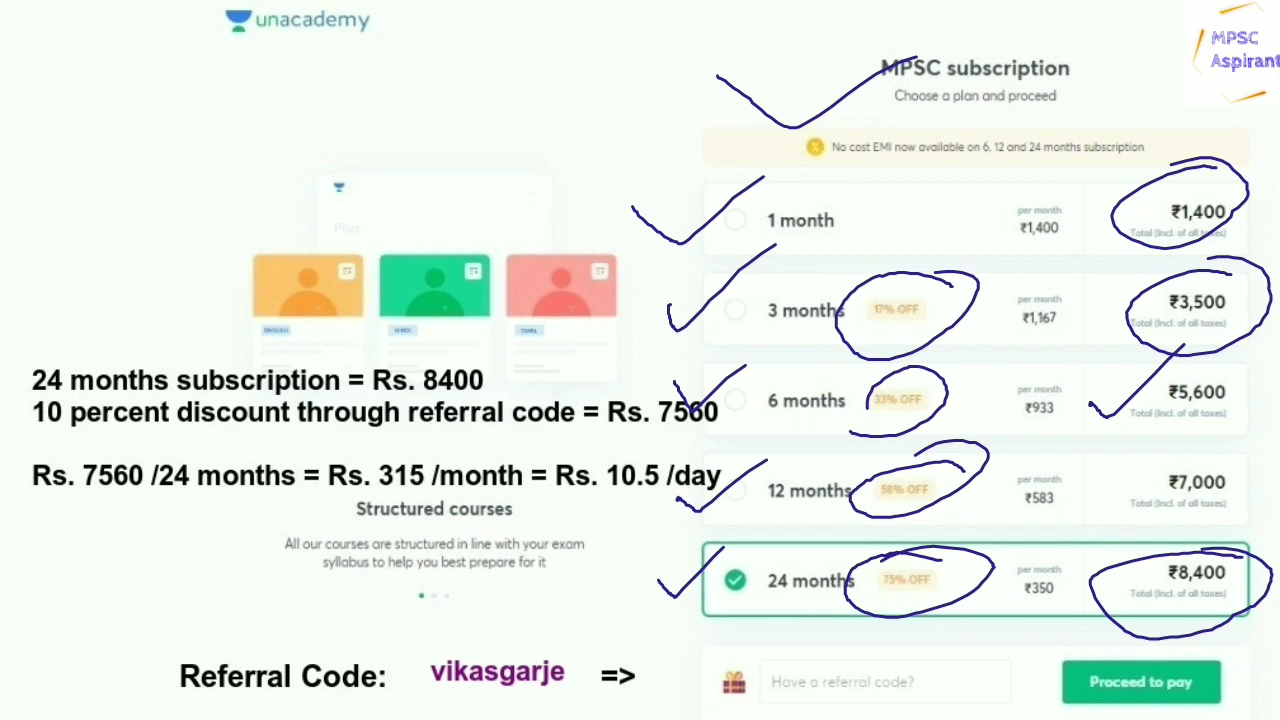 unacademy
MPSC
Aspirant
MPSC subscription
Choose a plan and proceed
No cost EMI now available on 6, 12 and 24 months subscription
1 month
per month
₹1,400
₹1,400
Total (Incl. of all taxes)
3 months
17% OFF
per month
₹1,167
₹3,500
Total (Incl. of all taxes)
6 months
33% OFF
per month
₹933
₹5,600
Total (Incl. of all taxes)
12 months
58% OFF
per month
₹583
₹7,000
Total (Incl. of all taxes)
24 months
75% OFF
per month
₹350
₹8,400
Total (Incl. of all taxes)
Have a referral code?
Proceed to pay
Plus
ENGLISH
HINDI
TAMIL
24 months subscription = Rs. 8400
10 percent discount through referral code = Rs. 7560
Rs. 7560 /24 months = Rs. 315 /month = Rs. 10.5 /day
Structured courses
All our courses are structured in line with your exam
syllabus to help you best prepare for it
Referral Code: vikasgarje =>